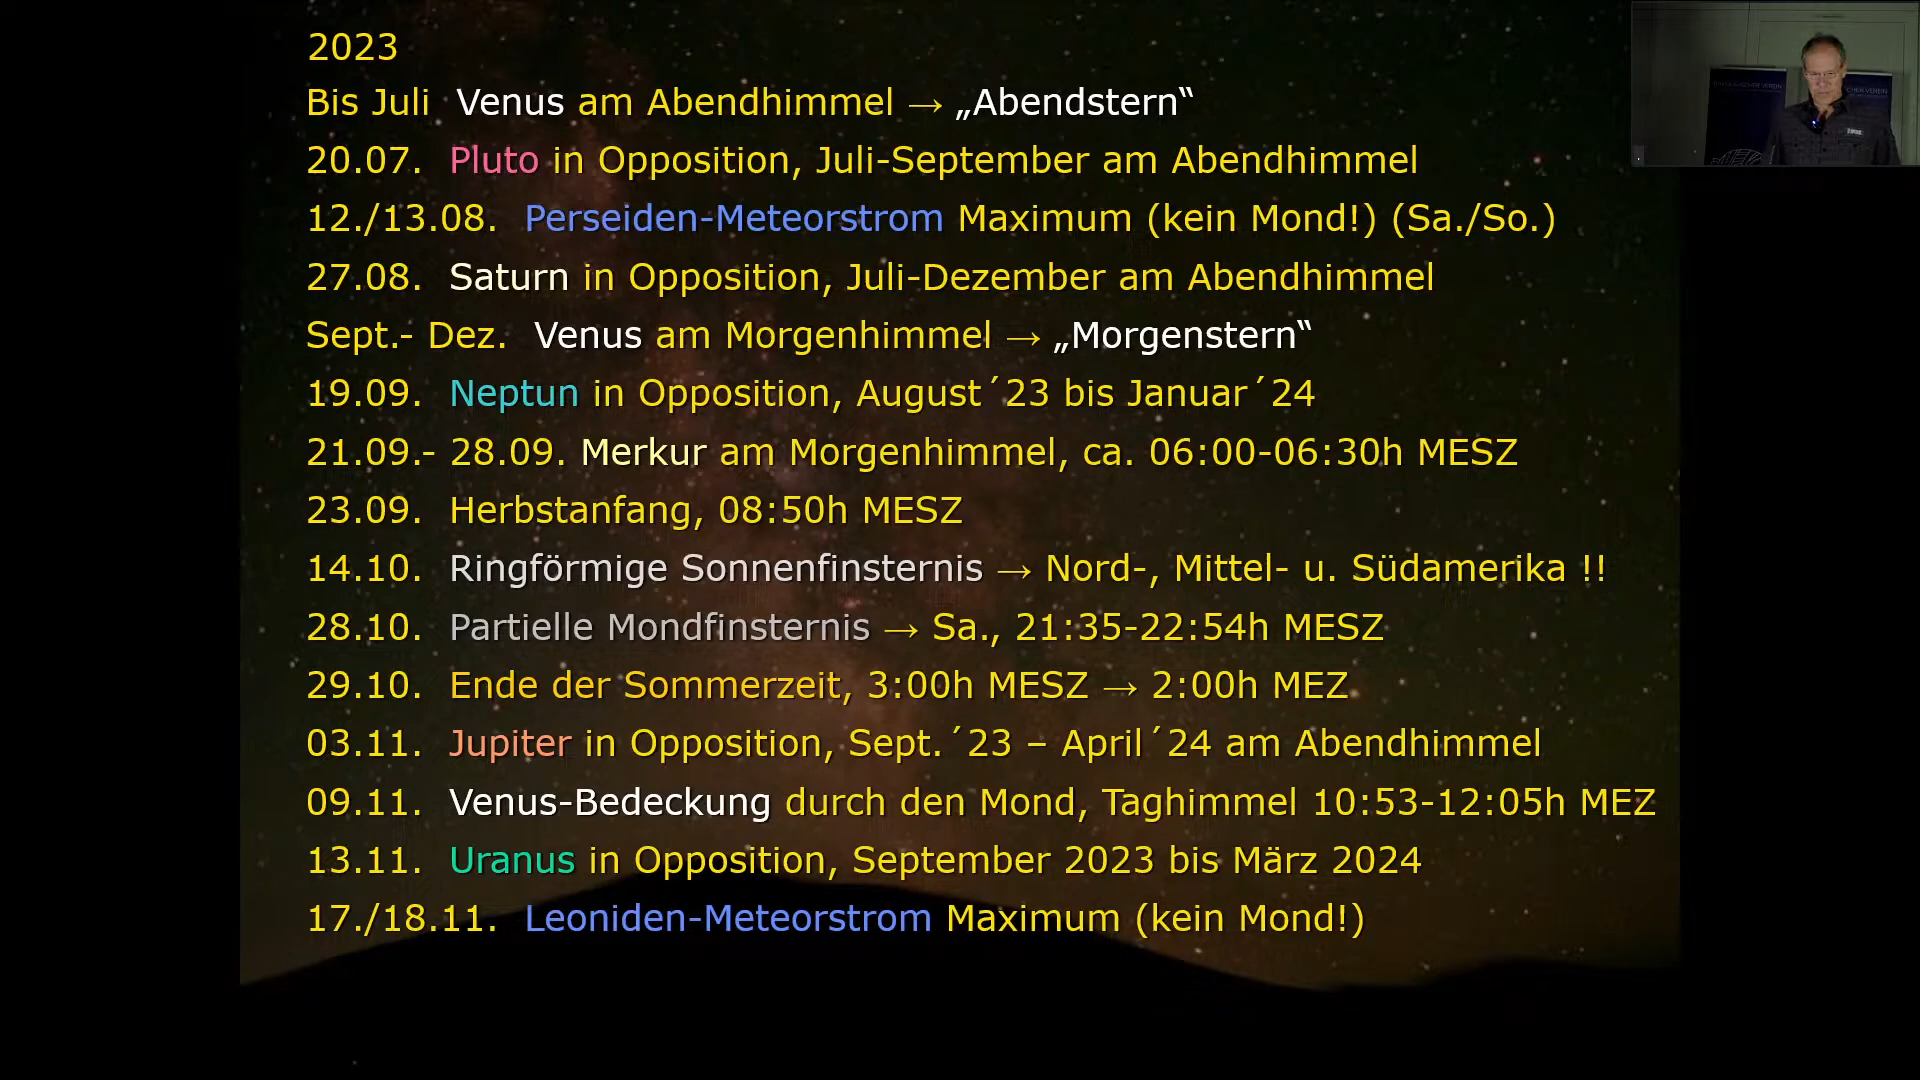 2023
Bis Juli Venus am Abendhimmel → „Abendstern“
20.07. Pluto in Opposition, Juli-September am Abendhimmel
12./13.08. Perseiden-Meteorstrom Maximum (kein Mond!) (Sa./So.)
27.08. Saturn in Opposition, Juli-Dezember am Abendhimmel
Sept.- Dez. Venus am Morgenhimmel → „Morgenstern“
19.09. Neptun in Opposition, August´23 bis Januar´24
21.09.- 28.09. Merkur am Morgenhimmel, ca. 06:00-06:30h MESZ
23.09. Herbstanfang, 08:50h MESZ
14.10. Ringförmige Sonnenfinsternis → Nord-, Mittel- u. Südamerika !!
28.10. Partielle Mondfinsternis → Sa., 21:35-22:54h MESZ
29.10. Ende der Sommerzeit, 3:00h MESZ → 2:00h MEZ
03.11. Jupiter in Opposition, Sept.´23 – April´24 am Abendhimmel
09.11. Venus-Bedeckung durch den Mond, Taghimmel 10:53-12:05h MEZ
13.11. Uranus in Opposition, September 2023 bis März 2024
17./18.11. Leoniden-Meteorstrom Maximum (kein Mond!)